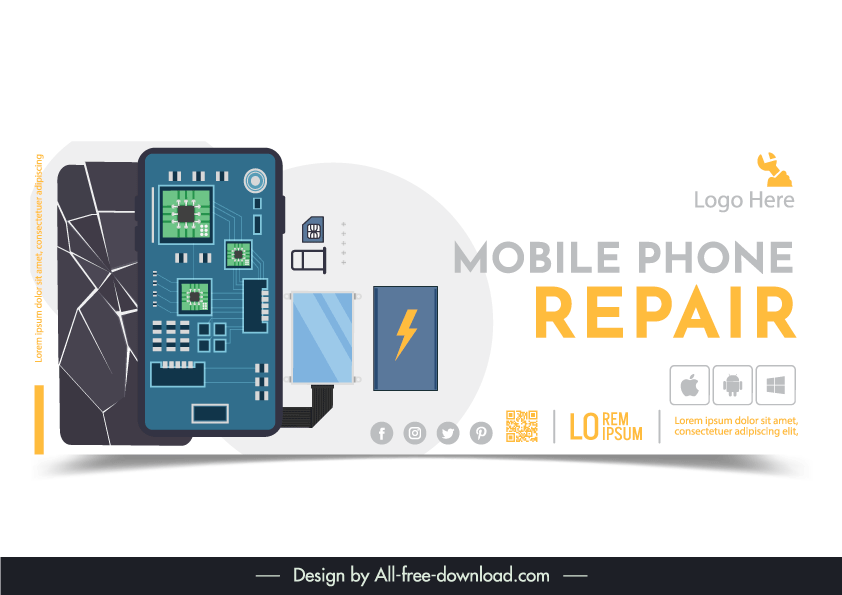 Lorem ipsum dolor sit amet, consectetuer adipiscing
Logo Here
MOBILE PHONE
REPAIR
LO REM
IPSUM
Lorem ipsum dolor sit amet,
consectetuer adipiscing elit,
Design by All-free-download.com